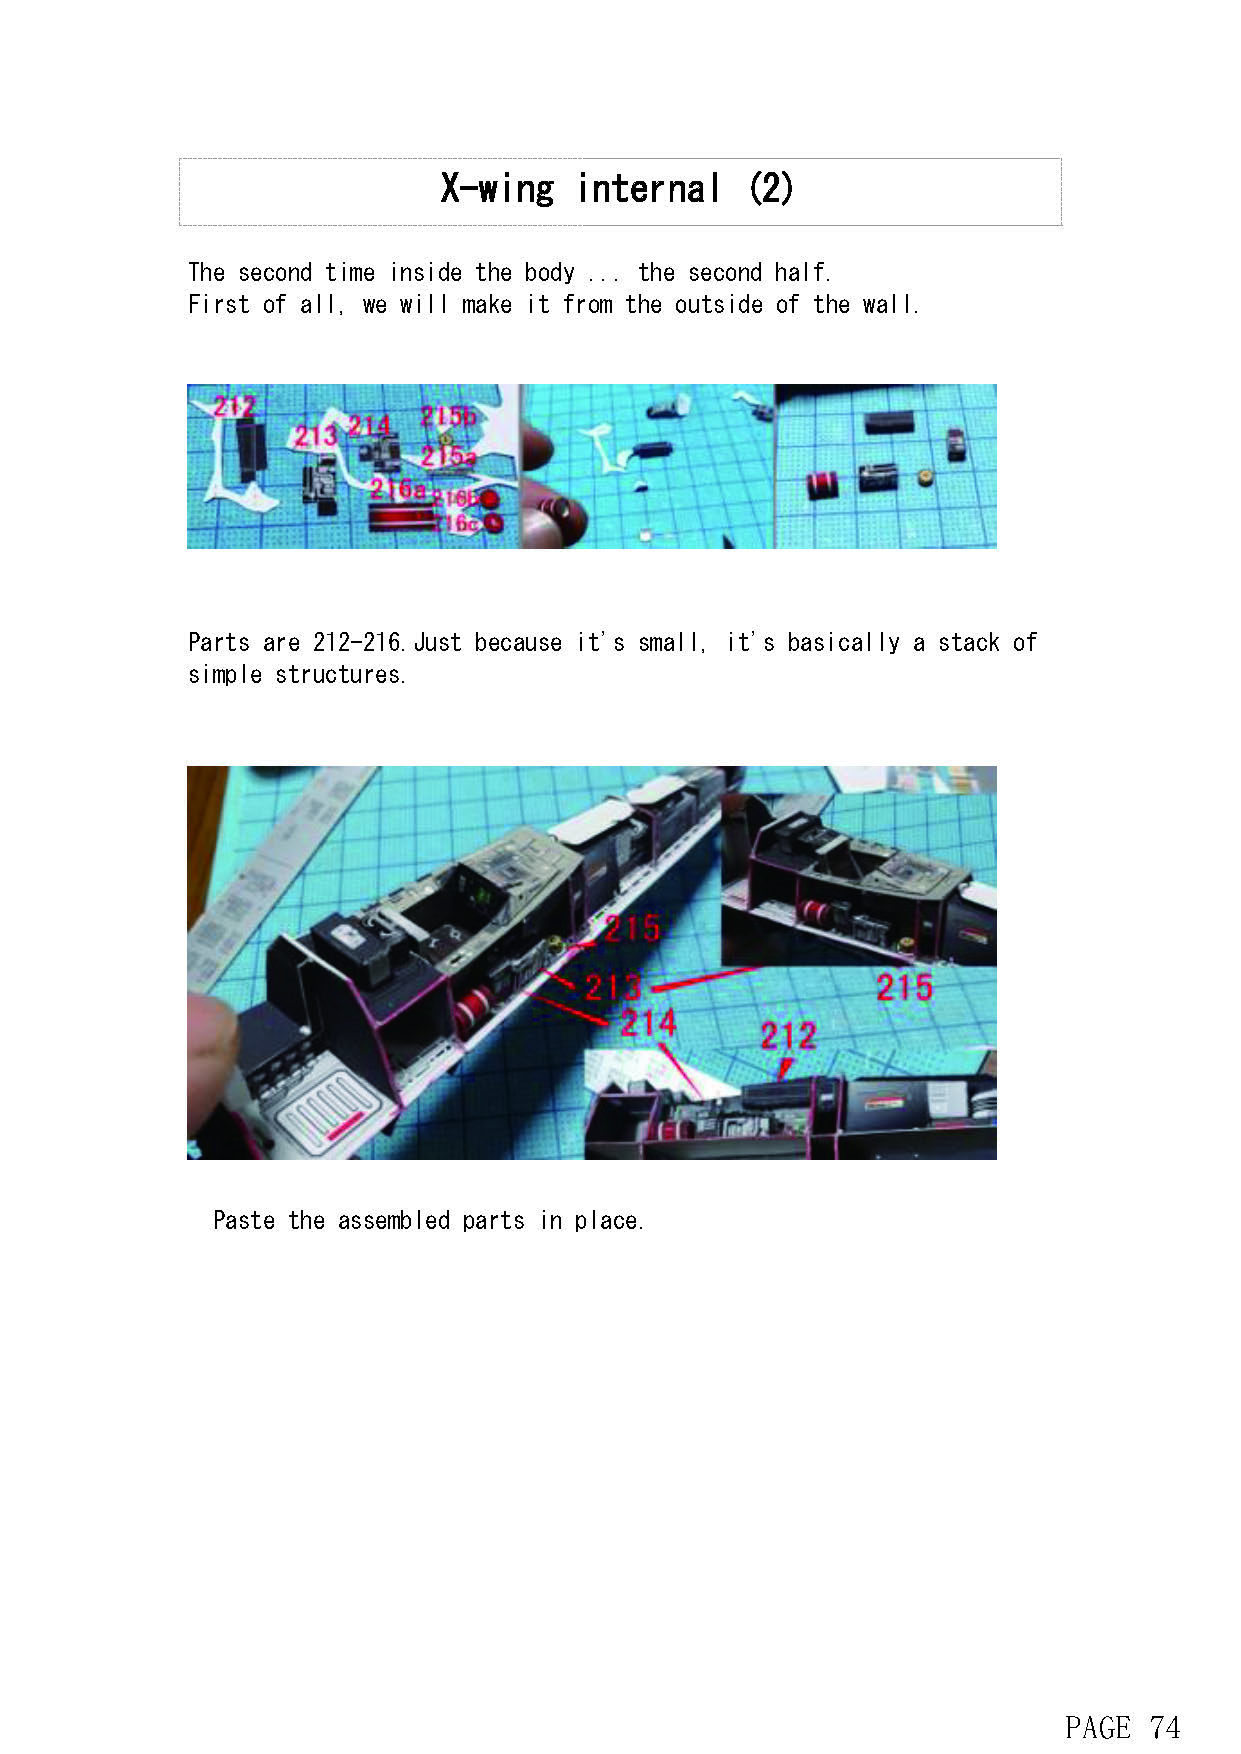 X-wing internal (2)
The second time inside the body ... the second half.
First of all, we will make it from the outside of the wall.
212
213
214
215b
215a
216a
216b
216c
Parts are 212-216.Just because it's small, it's basically a stack of
simple structures.
215
213
215
214
212
Paste the assembled parts in place.
PAGE 74